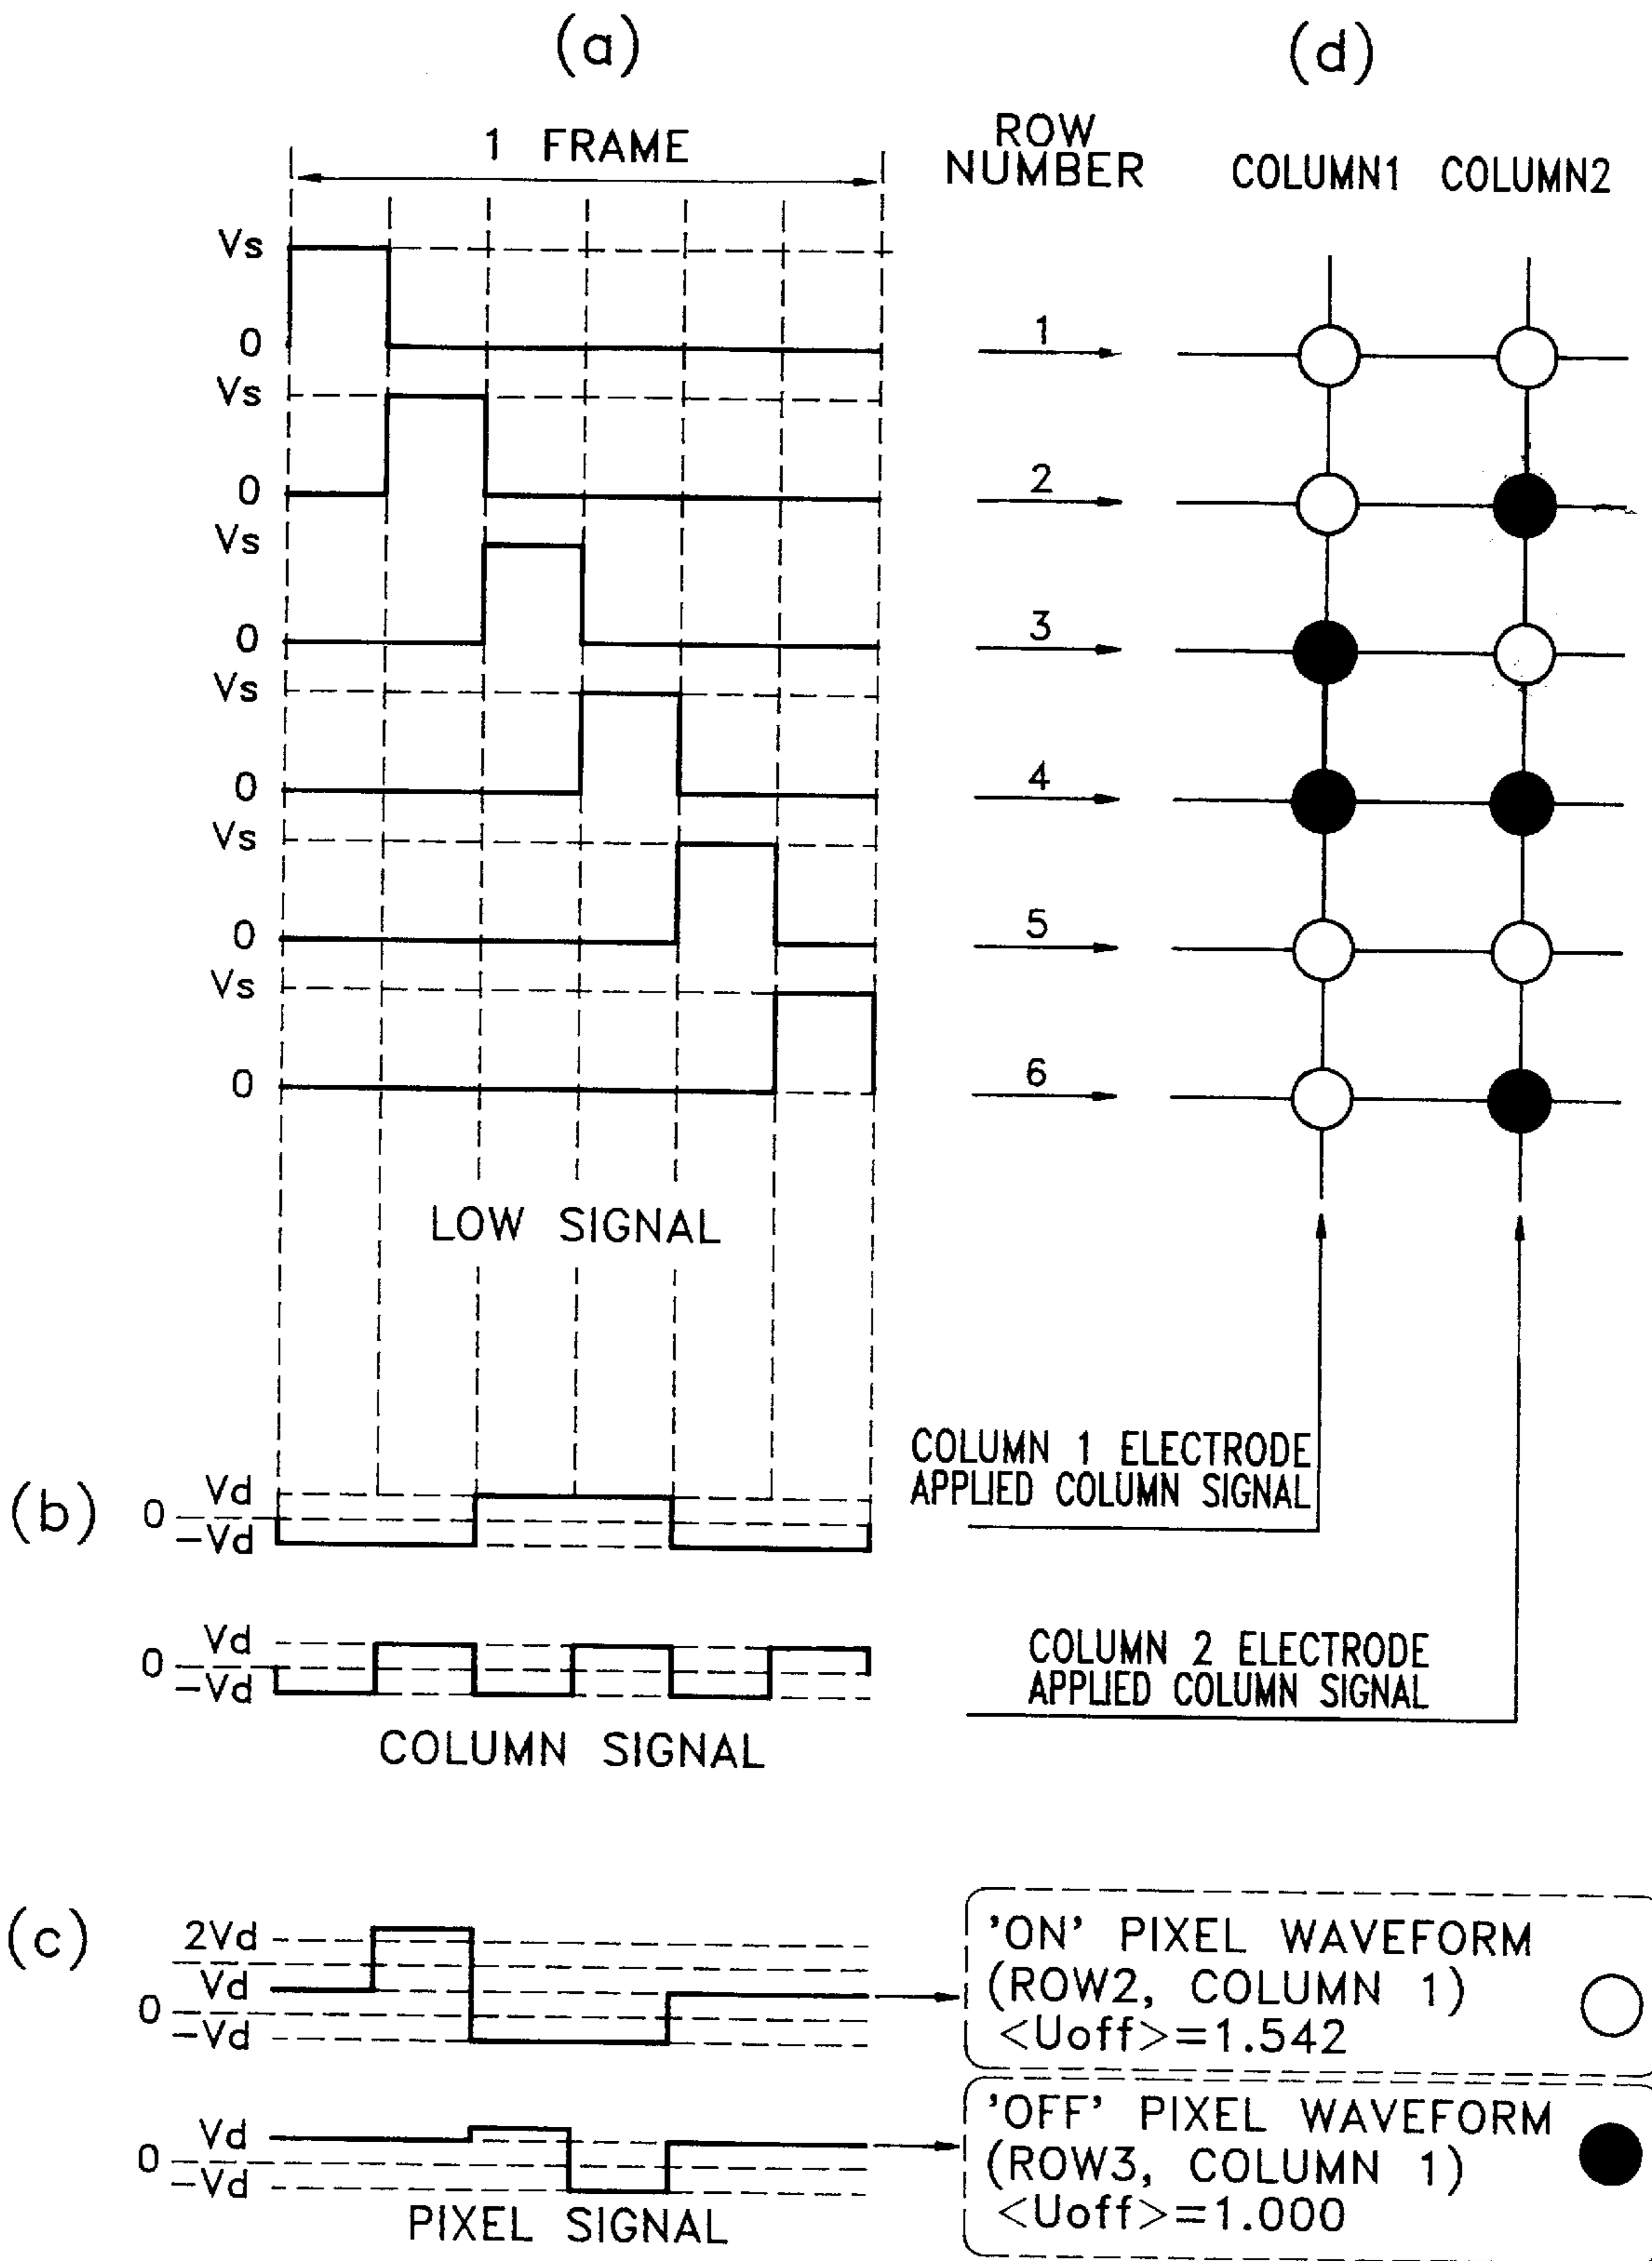 (a)
(d)
1 FRAME
ROW
NUMBER
COLUMN1
COLUMN2
Vs
0
1
Vs
0
2
Vs
0
3
Vs
0
4
Vs
0
5
Vs
0
6
LOW SIGNAL
(b)
Vd
0
-Vd
COLUMN 1 ELECTRODE
APPLIED COLUMN SIGNAL
Vd
0
-Vd
COLUMN 2 ELECTRODE
APPLIED COLUMN SIGNAL
COLUMN SIGNAL
(c)
2Vd
Vd
0
-Vd
'ON' PIXEL WAVEFORM
(ROW2, COLUMN 1)
<Uoff>=1.542
Vd
0
-Vd
'OFF' PIXEL WAVEFORM
(ROW3, COLUMN 1)
<Uoff>=1.000
PIXEL SIGNAL